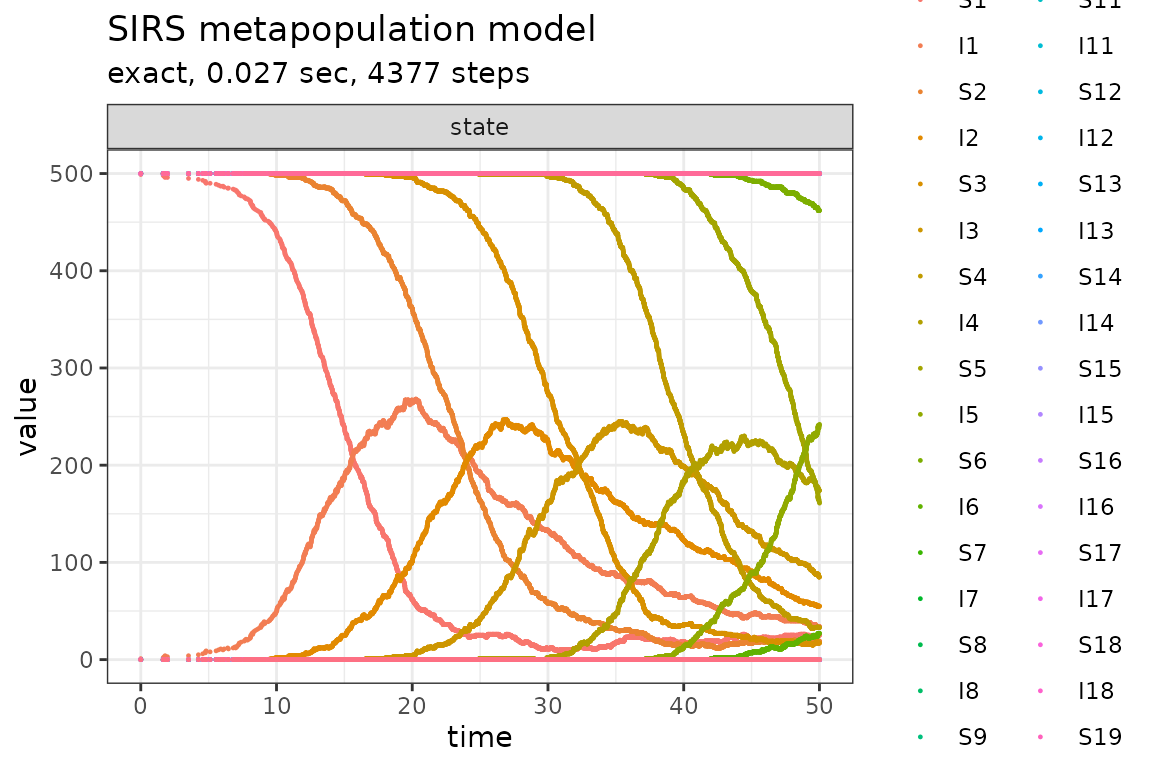 SIRS metapopulation model
exact, 0.027 sec, 4377 steps
state
value
500
400
300
200
100
0
0 10 20 30 40 50
time
S1 S11
I1 I11
S2 S12
I2 I12
S3 S13
I3 I13
S4 S14
I4 I14
S5 S15
I5 I15
S6 S16
I6 I16
S7 S17
I7 I17
S8 S18
I8 I18
S9 S19